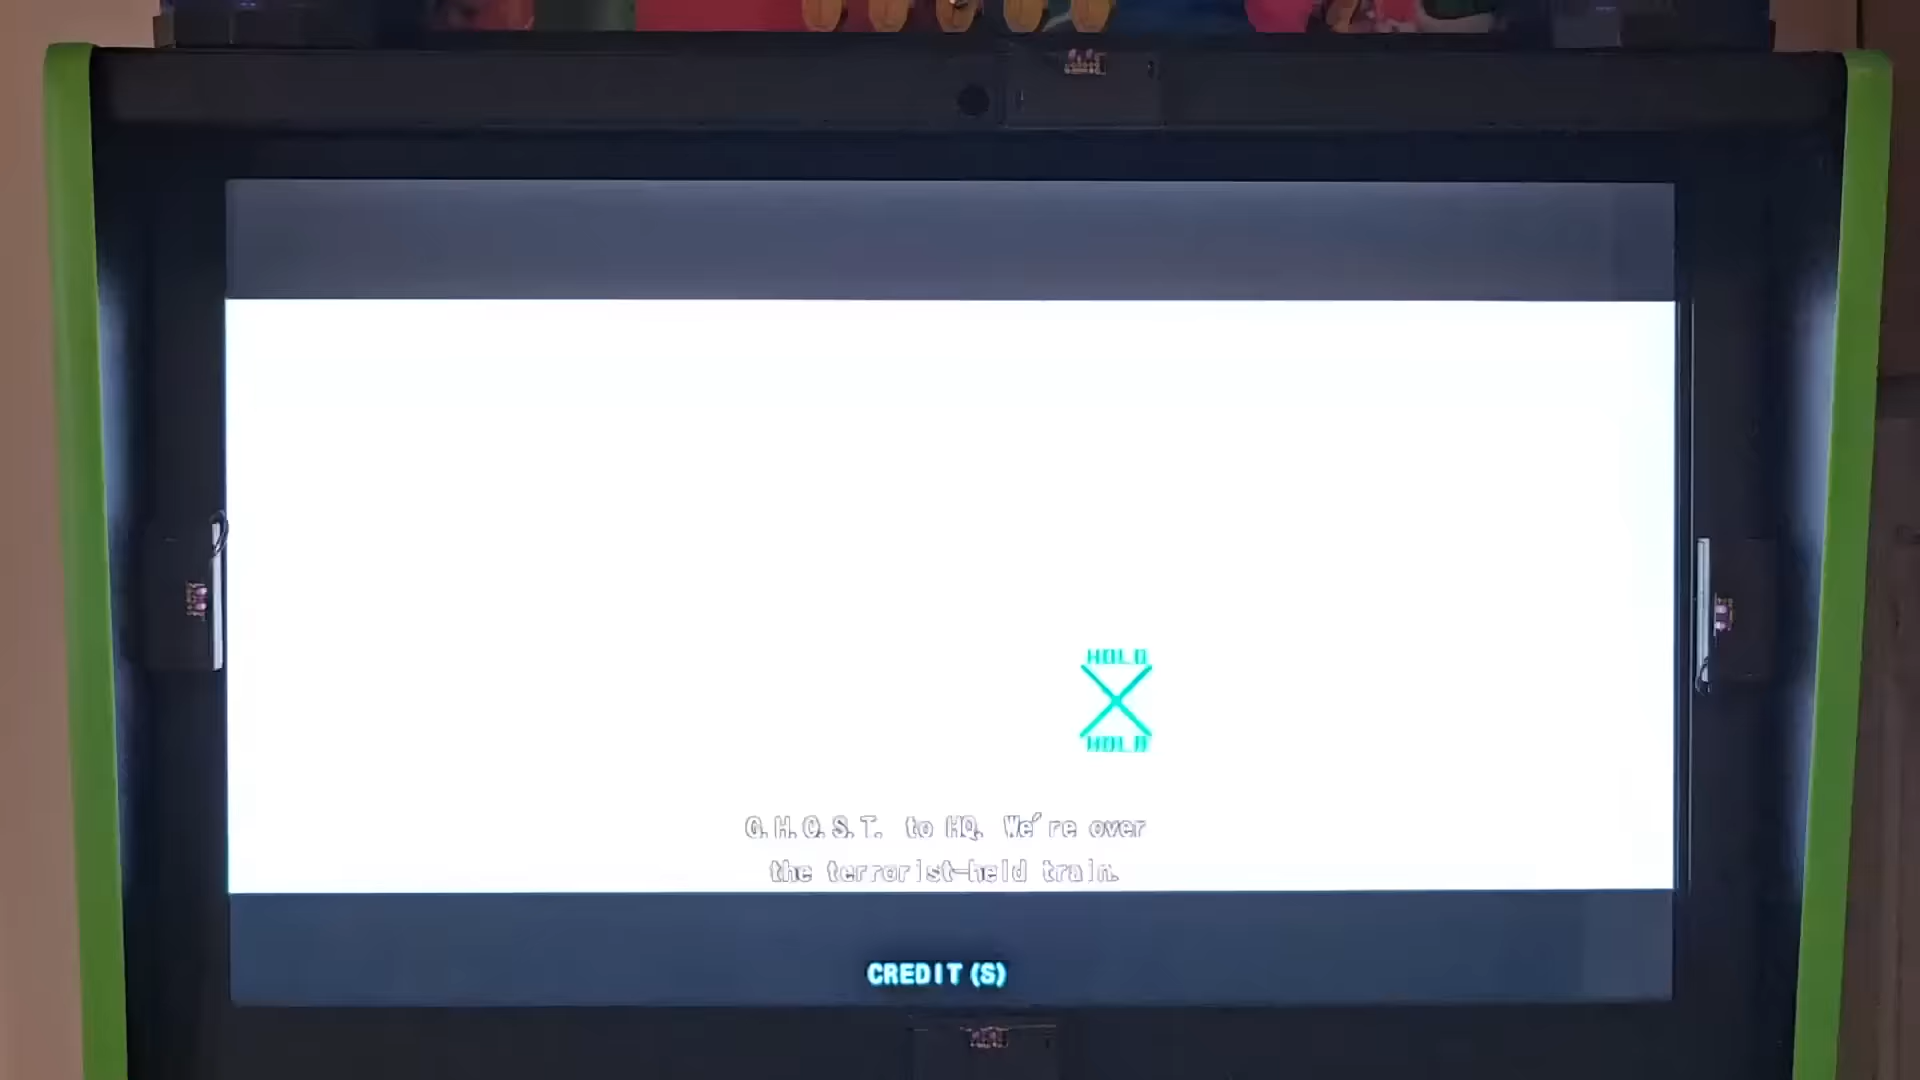 HOLD
HOLD
G.H.O.S.T. to HQ. We're over
the terrorist-held train.
CREDIT(S)